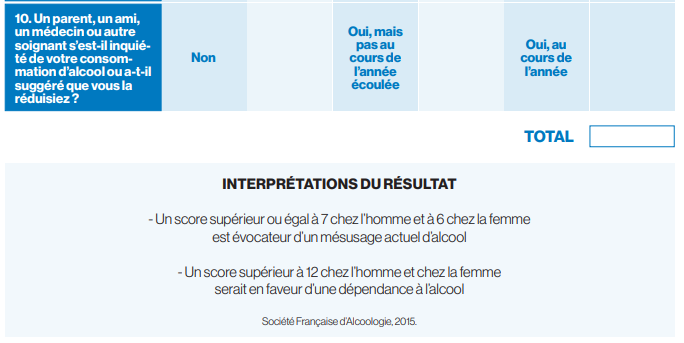 10. Un parent, un ami,
un médecin ou autre
soignant s'est-il inquié-
té de votre consom-
mation d'alcool ou a-t-il
suggéré que vous la
réduisiez ?
Non
Oui, mais
pas au
cours de
l'année
écoulée
Oui, au
cours de
l'année
TOTAL
INTERPRÉTATIONS DU RÉSULTAT
- Un score supérieur ou égal à 7 chez l'homme et à 6 chez la femme
est évocateur d'un mésusage actuel d'alcool
- Un score supérieur à 12 chez l'homme et chez la femme
serait en faveur d'une dépendance à l'alcool
Société Française d'Alcoologie, 2015.